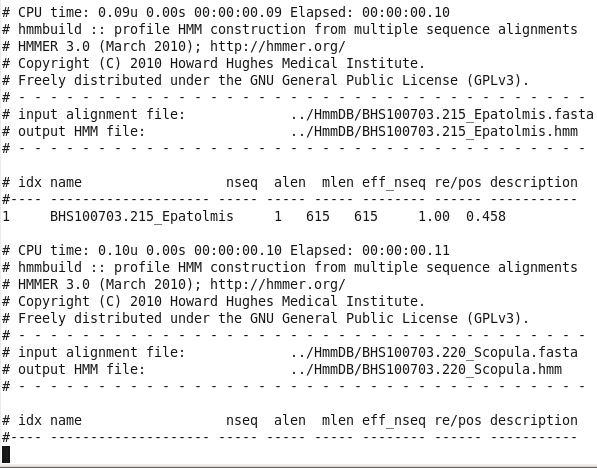 # CPU time: 0.09u 0.00s 00:00:00.09 Elapsed: 00:00:00.10
# hmmbuild :: profile HMM construction from multiple sequence alignments
# HMMER 3.0 (March 2010); http://hmmer.org/
# Copyright (C) 2010 Howard Hughes Medical Institute.
# Freely distributed under the GNU General Public License (GPLv3).
# - - - - - - - - - - - - - - - - - - - - - - - - - - - - - - - - - - - -
# input alignment file:             ../HmmDB/BHS100703.215_Epatolmis.fasta
# output HMM file:                  ../HmmDB/BHS100703.215_Epatolmis.hmm
# - - - - - - - - - - - - - - - - - - - - - - - - - - - - - - - - - - - -
# idx name                  nseq  alen  mlen eff_nseq re/pos description
#---- -------------------- ----- ----- ----- -------- ------ -----------
1     BHS100703.215_Epatolmis     1   615   615     1.00  0.458
# CPU time: 0.10u 0.00s 00:00:00.10 Elapsed: 00:00:00.11
# hmmbuild :: profile HMM construction from multiple sequence alignments
# HMMER 3.0 (March 2010); http://hmmer.org/
# Copyright (C) 2010 Howard Hughes Medical Institute.
# Freely distributed under the GNU General Public License (GPLv3).
# - - - - - - - - - - - - - - - - - - - - - - - - - - - - - - - - - - - -
# input alignment file:             ../HmmDB/BHS100703.220_Scopula.fasta
# output HMM file:                  ../HmmDB/BHS100703.220_Scopula.hmm
# - - - - - - - - - - - - - - - - - - - - - - - - - - - - - - - - - - - -
# idx name                  nseq  alen  mlen eff_nseq re/pos description
#---- -------------------- ----- ----- ----- -------- ------ -----------